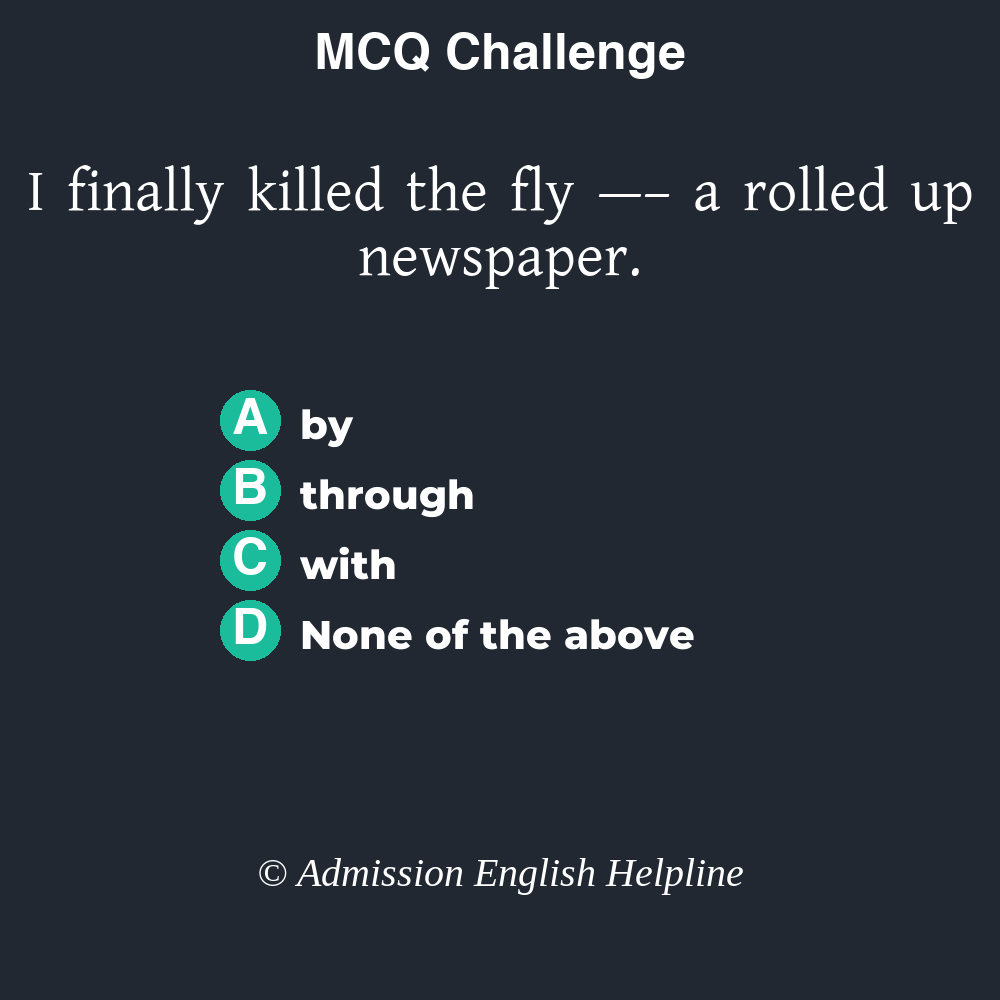 MCQ Challenge
I finally killed the fly —– a rolled up
newspaper.
A by
B through
C with
D None of the above
© Admission English Helpline